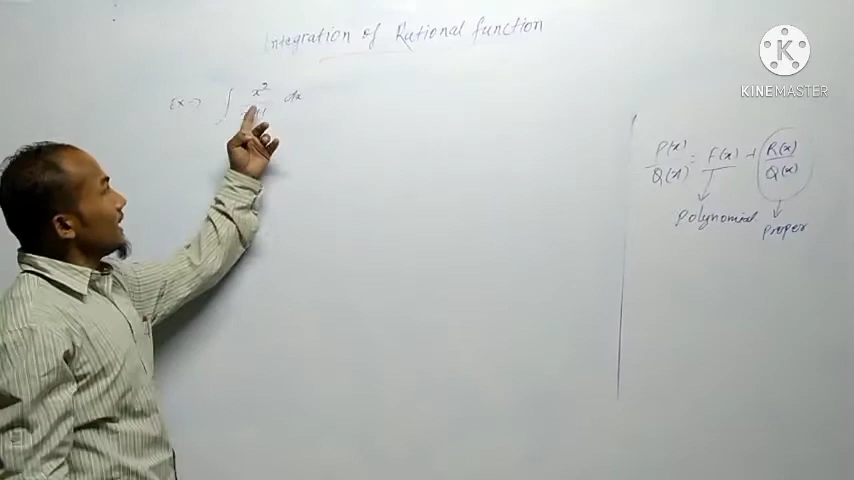 Integration of Rational function
Ex → ∫ x² dx
P(x) / Q(x) = F(x) + R(x) / Q(x)
polynomial
proper
K
KINEMASTER